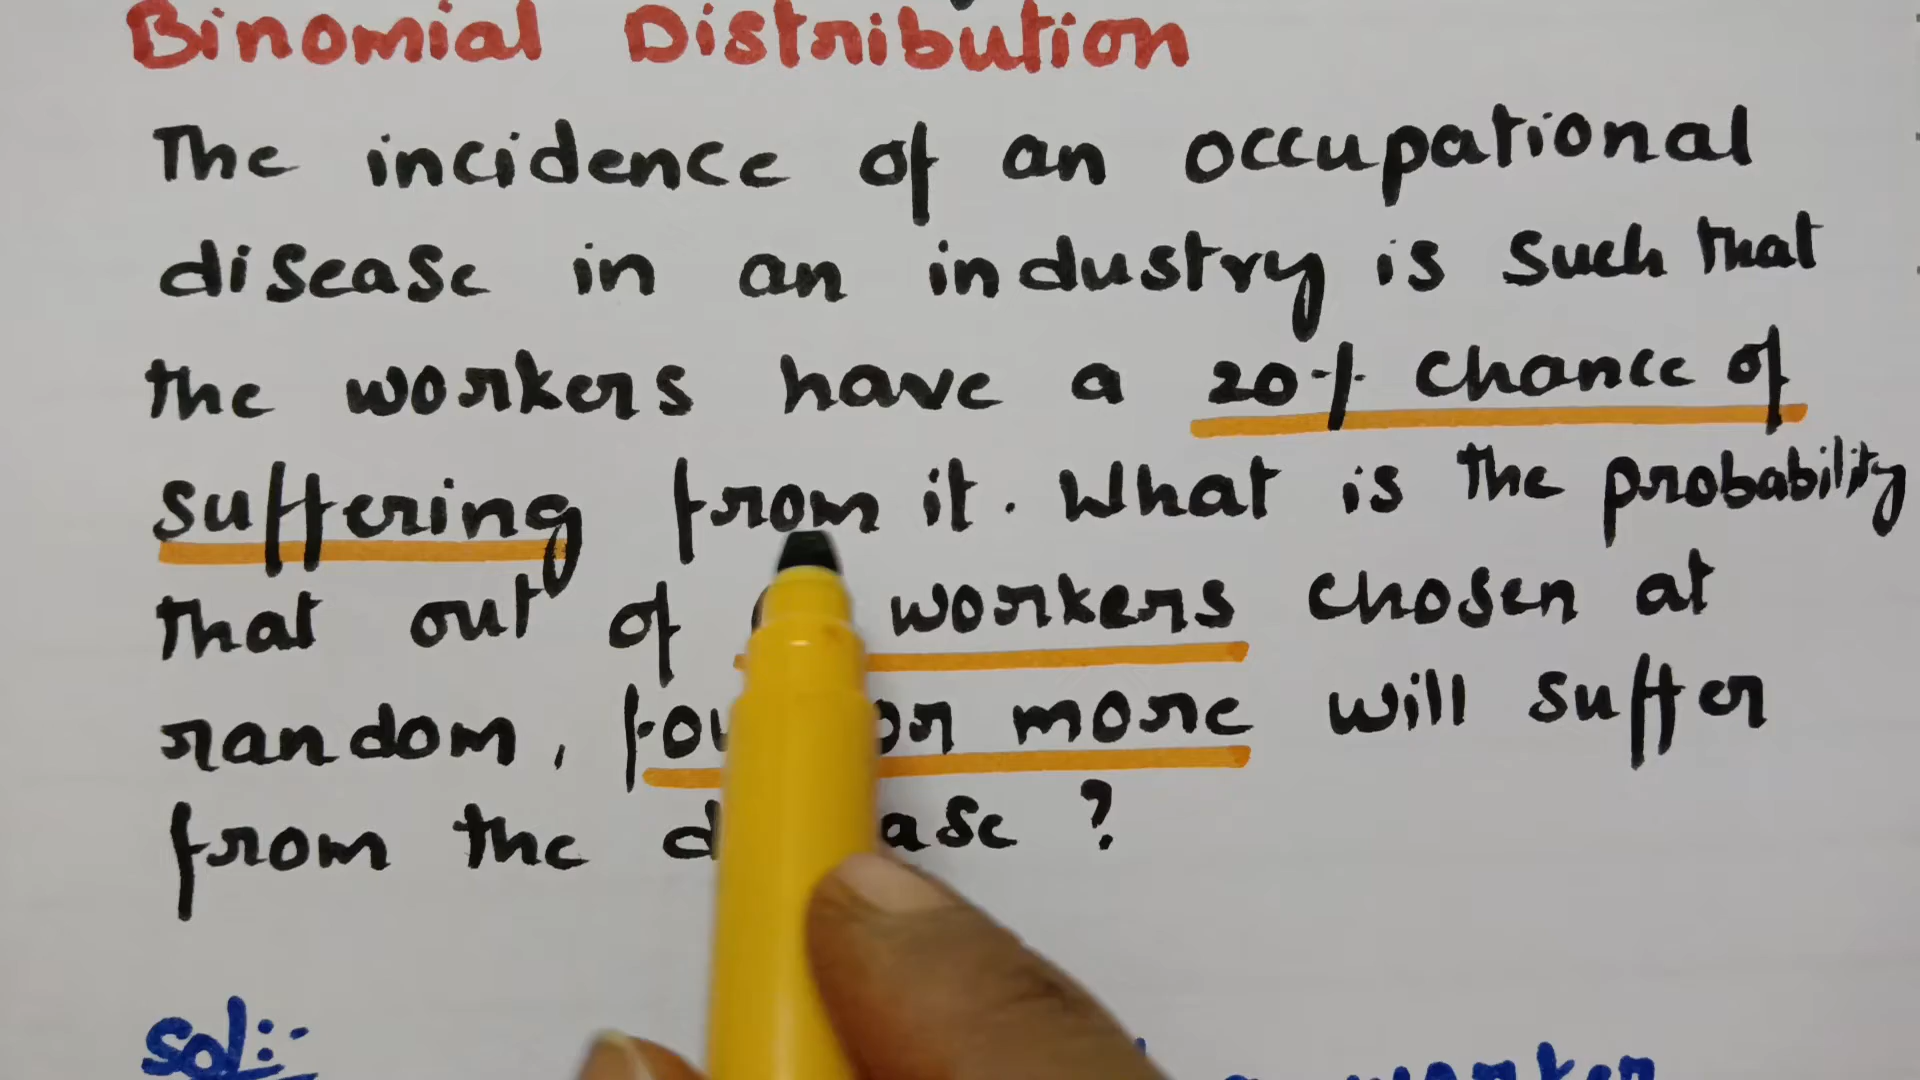 Binomial Distribution
The incidence of an occupational
disease in an industry is such that
the workers have a 20% chance of
suffering from it. What is the probability
that out of workers chosen at
random, or more will suffer
from the ?
Sol:- worker